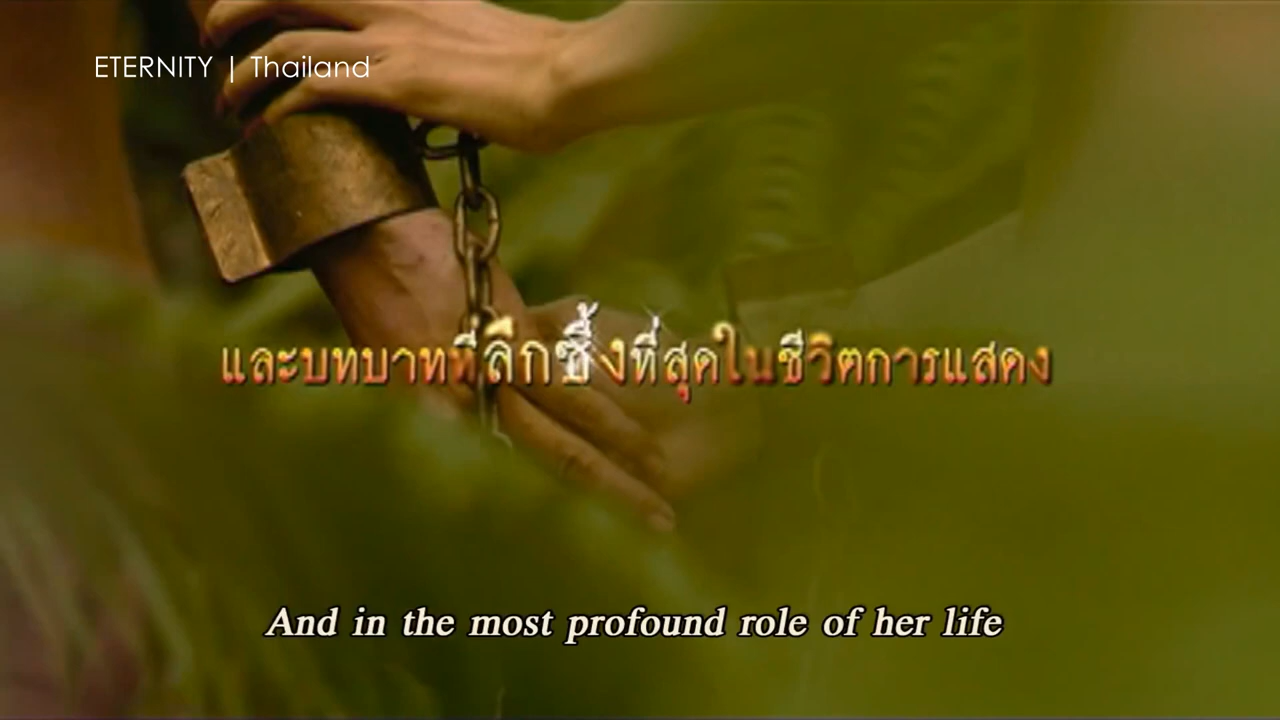 ETERNITY | Thailand
และบทบาทที่ลึกซึ้งที่สุดในชีวิตการแสดง
And in the most profound role of her life